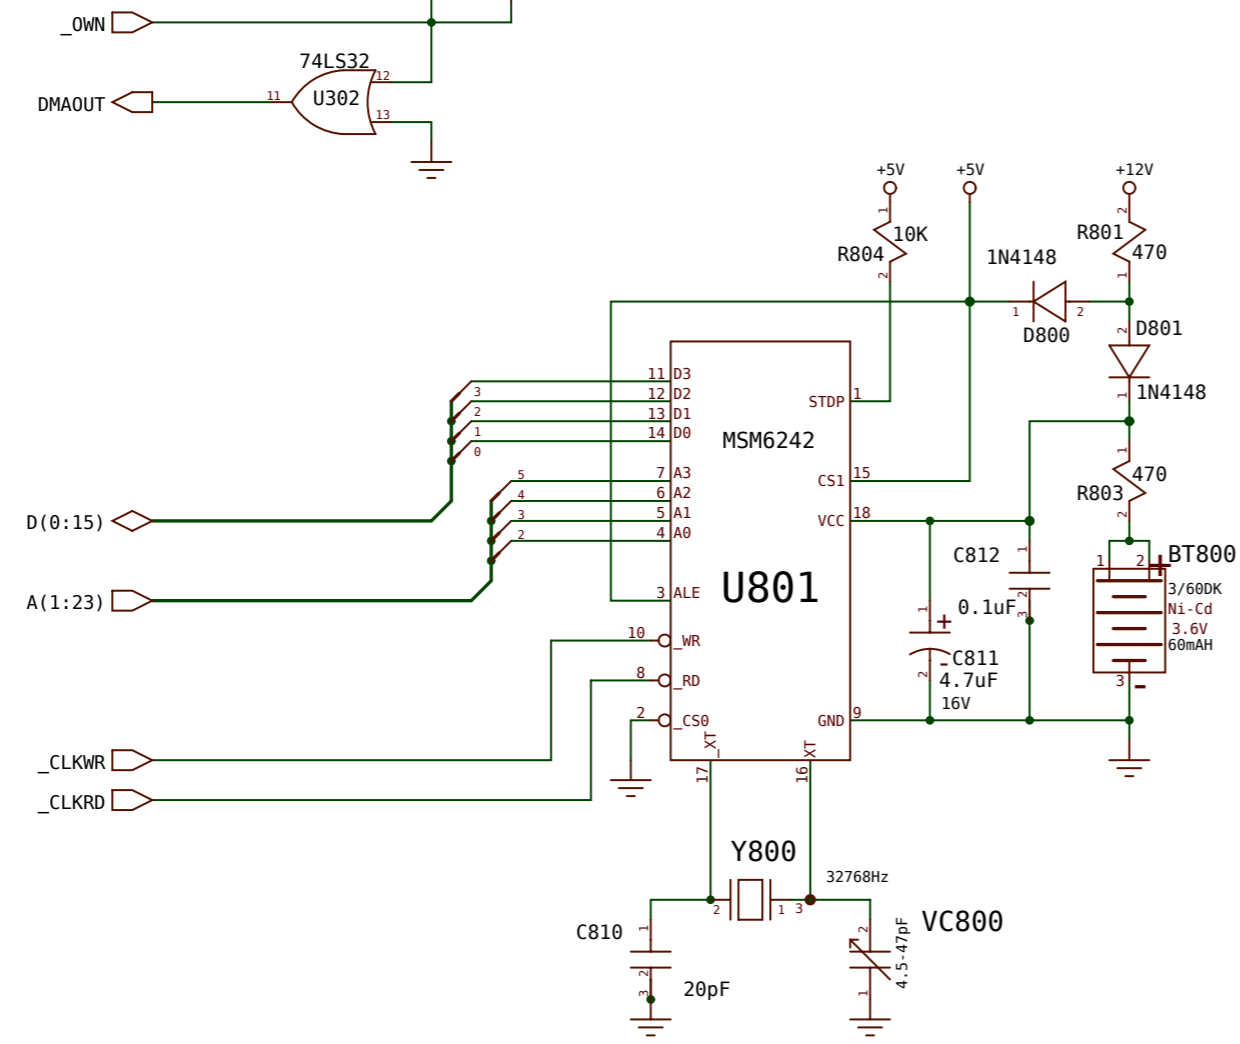 _OWN
74LS32
12
U302
11
DMAOUT
13
+5V
+5V
+12V
1
2
10K
R801
R804
470
1N4148
2
1
1
2
D800
2
D801
1
1N4148
11 D3
3
12 D2
2
13 D1
1
14 D0
0
STDP 1
MSM6242
5
7 A3
4
6 A2
3
5 A1
2
4 A0
CS1 15
VCC 18
1
470
R803
2
D(0:15)
C812
1
1 2 + BT800
3/60DK
Ni-Cd
3.6V
60mAH
3 -
U801
3 ALE
A(1:23)
0.1uF
2
3
1
+
-
C811
2
4.7uF
16V
10 _WR
8 _RD
2 _CS0
GND 9
_XT
XT
17
16
_CLKWR
_CLKRD
Y800
32768Hz
2
1
3
C810
1
2
3
20pF
2
1
4.5-47pF
VC800